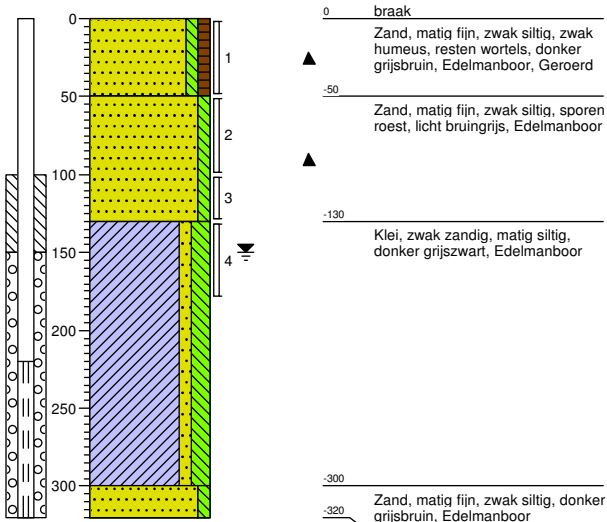 0
50
100
150
200
250
300
1
2
3
4
0
braak
Zand, matig fijn, zwak siltig, zwak
humeus, resten wortels, donker
grijsbruin, Edelmanboor, Geroerd
-50
Zand, matig fijn, zwak siltig, sporen
roest, licht bruingrijs, Edelmanboor
-130
Klei, zwak zandig, matig siltig,
donker grijszwart, Edelmanboor
-300
Zand, matig fijn, zwak siltig, donker
grijsbruin, Edelmanboor
-320